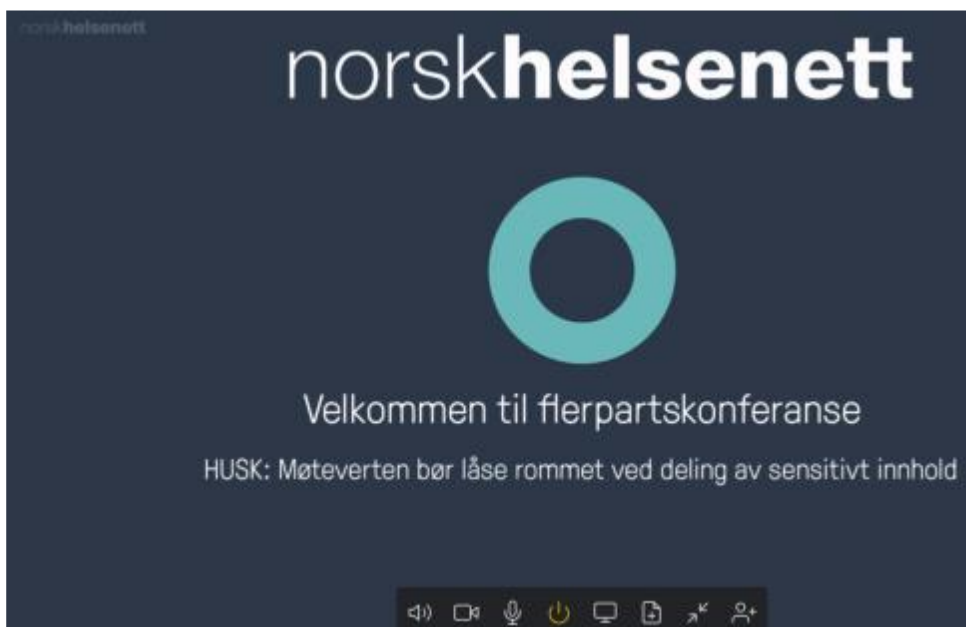 norskhelsenett
norskhelsenett
Velkommen til flerpartskonferanse
HUSK: Møteverten bør låse rommet ved deling av sensitivt innhold